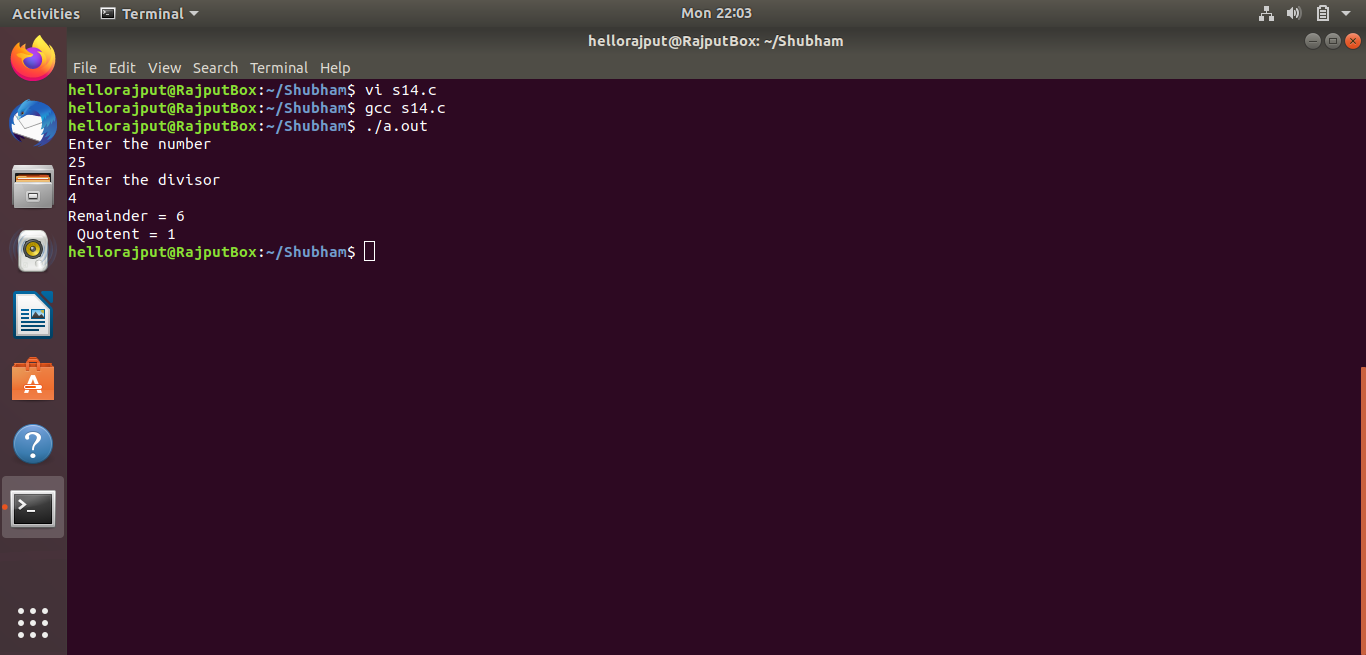 Activities Terminal Mon 22:03
hellorajput@RajputBox: ~/Shubham
File Edit View Search Terminal Help
hellorajput@RajputBox:~/Shubham$ vi s14.c
hellorajput@RajputBox:~/Shubham$ gcc s14.c
hellorajput@RajputBox:~/Shubham$ ./a.out
Enter the number
25
Enter the divisor
4
Remainder = 6
 Quotent = 1
hellorajput@RajputBox:~/Shubham$